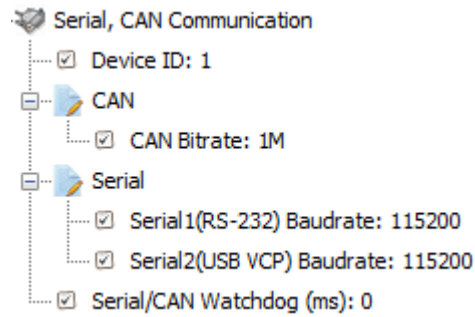 Serial, CAN Communication
Device ID: 1
CAN
CAN Bitrate: 1M
Serial
Serial1(RS-232) Baudrate: 115200
Serial2(USB VCP) Baudrate: 115200
Serial/CAN Watchdog (ms): 0